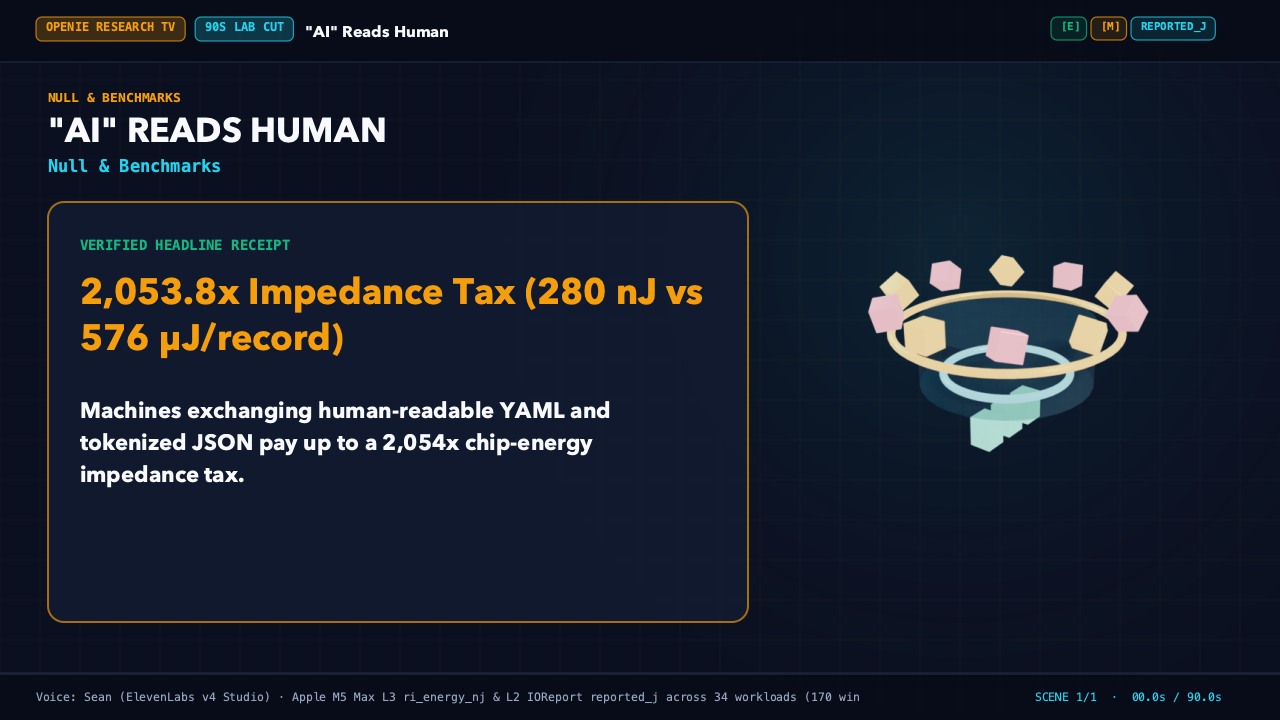 OPENIE RESEARCH TV
90S LAB CUT
"AI" Reads Human
[E]
[M]
REPORTED_J
NULL & BENCHMARKS
"AI" READS HUMAN
Null & Benchmarks
VERIFIED HEADLINE RECEIPT
2,053.8x Impedance Tax (280 nJ vs
576 µJ/record)
Machines exchanging human-readable YAML and
tokenized JSON pay up to a 2,054x chip-energy
impedance tax.
Voice: Sean (ElevenLabs v4 Studio) · Apple M5 Max L3 ri_energy_nj & L2 IOReport reported_j across 34 workloads (170 win
SCENE 1/1 · 00.0s / 90.0s